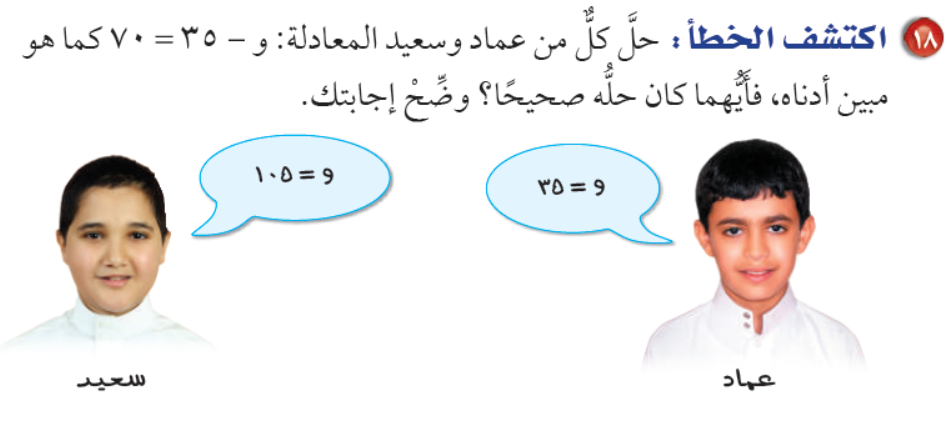 ١٨ اكتشف الخطأ : حلَّ كلٌّ من عماد وسعيد المعادلة: و - ٣٥ = ٧٠ كما هو
مبين أدناه، فأيُّهما كان حلُّه صحيحًا؟ وضِّحْ إجابتك.
و = ٣٥
و = ١٠٥
عماد
سعيد